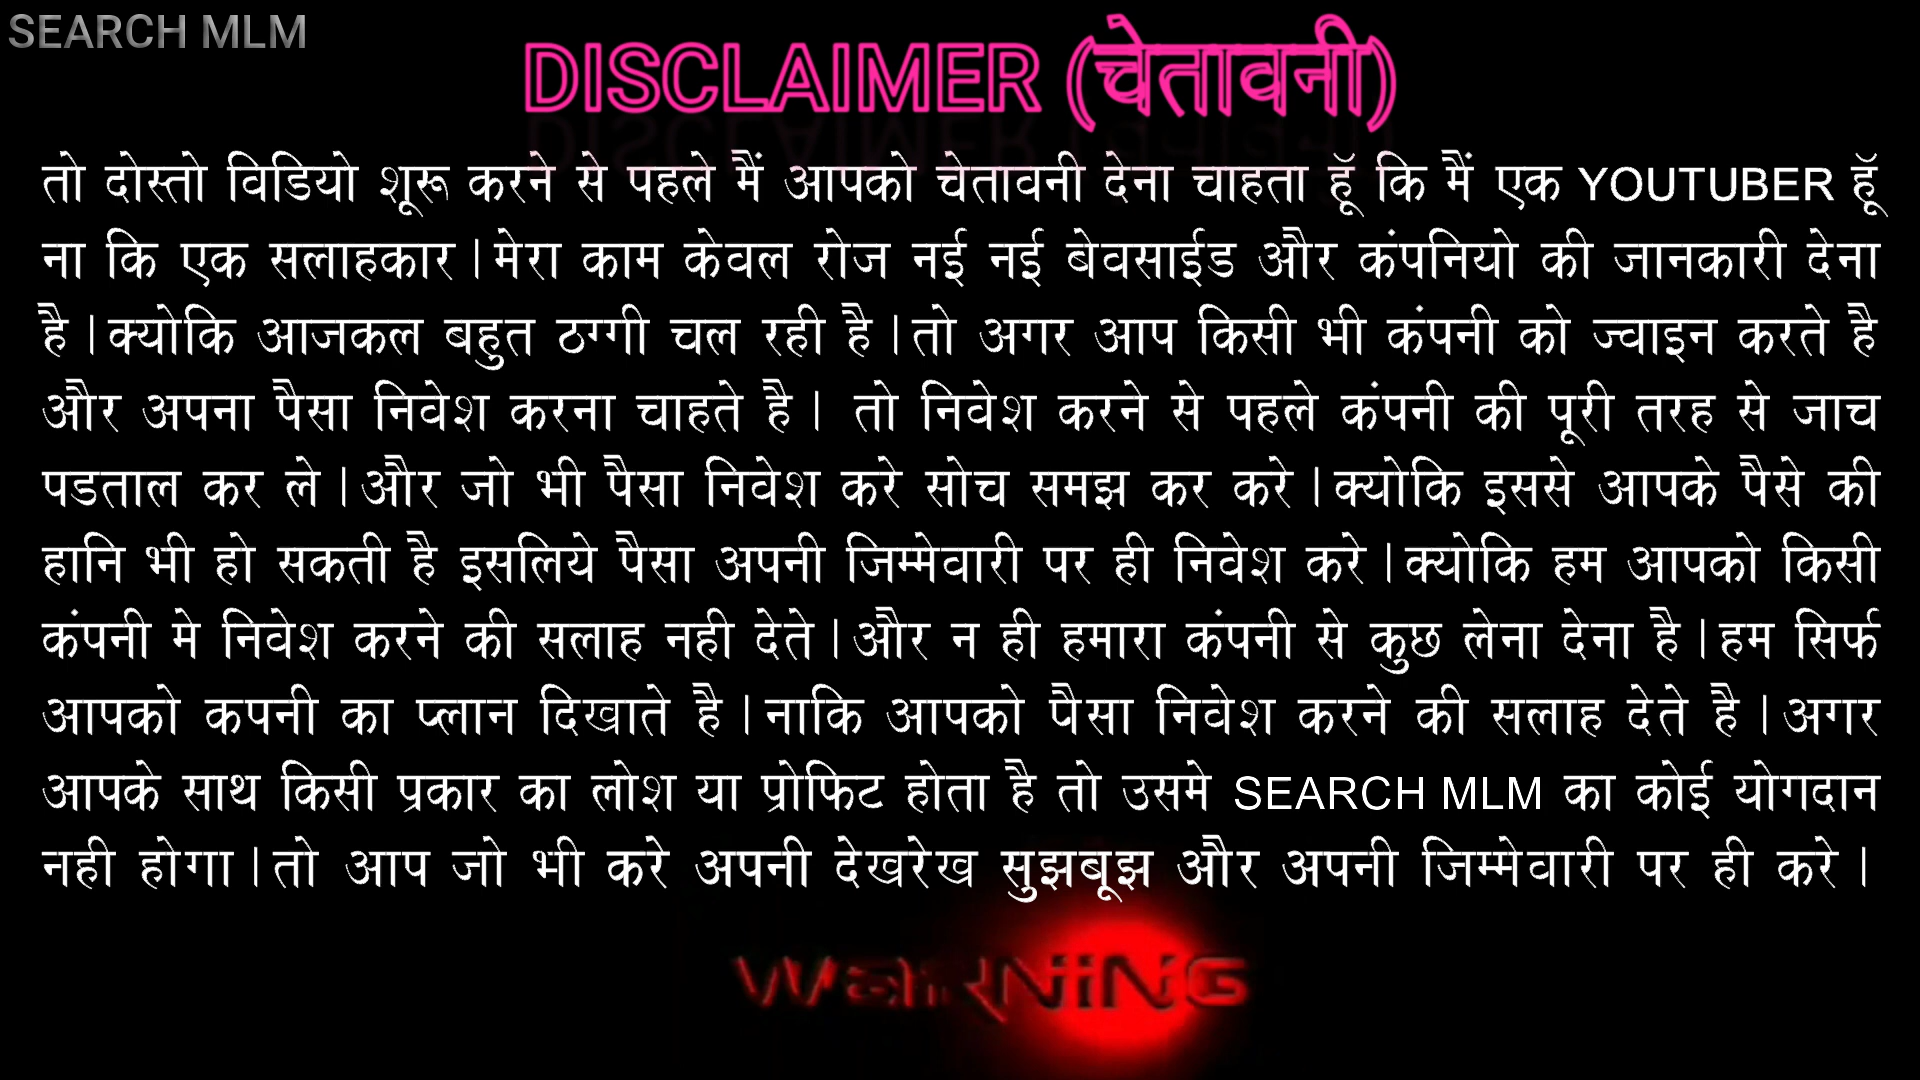 SEARCH MLM
DISCLAIMER (चेतावनी)
तो दोस्तो विडियो शूरू करने से पहले मैं आपको चेतावनी देना चाहता हूॅ कि मैं एक YOUTUBER हूॅ
ना कि एक सलाहकार।मेरा काम केवल रोज नई नई बेवसाईड और कंपनियो की जानकारी देना
है।क्योकि आजकल बहुत ठग्गी चल रही है।तो अगर आप किसी भी कंपनी को ज्वाइन करते है
और अपना पैसा निवेश करना चाहते है। तो निवेश करने से पहले कंपनी की पूरी तरह से जाच
पडताल कर ले।और जो भी पैसा निवेश करे सोच समझ कर करे।क्योकि इससे आपके पैसे की
हानि भी हो सकती है इसलिये पैसा अपनी जिम्मेवारी पर ही निवेश करे।क्योकि हम आपको किसी
कंपनी मे निवेश करने की सलाह नही देते।और न ही हमारा कंपनी से कुछ लेना देना है।हम सिर्फ
आपको कपनी का प्लान दिखाते है।नाकि आपको पैसा निवेश करने की सलाह देते है।अगर
आपके साथ किसी प्रकार का लोश या प्रोफिट होता है तो उसमे SEARCH MLM का कोई योगदान
नही होगा।तो आप जो भी करे अपनी देखरेख सुझबूझ और अपनी जिम्मेवारी पर ही करे।
WARNiNG